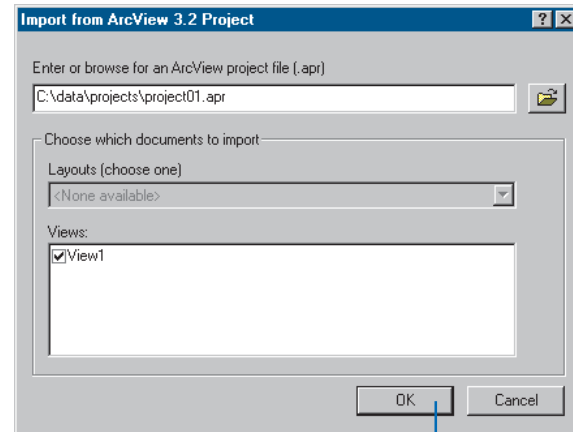 Import from ArcView 3.2 Project
Enter or browse for an ArcView project file (.apr)
C:\data\projects\project01.apr
Choose which documents to import
Layouts (choose one)
<None available>
Views:
View1
OK
Cancel